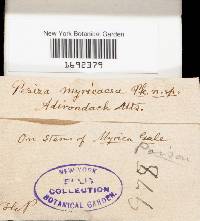 New York Botanical Garden
1692379
Peziza myricacea Pk. n. sp.
Adirondack Mts.
On stems of Myrica Gale
NEW YORK
COLLECTION
BOTANICAL GARDEN.